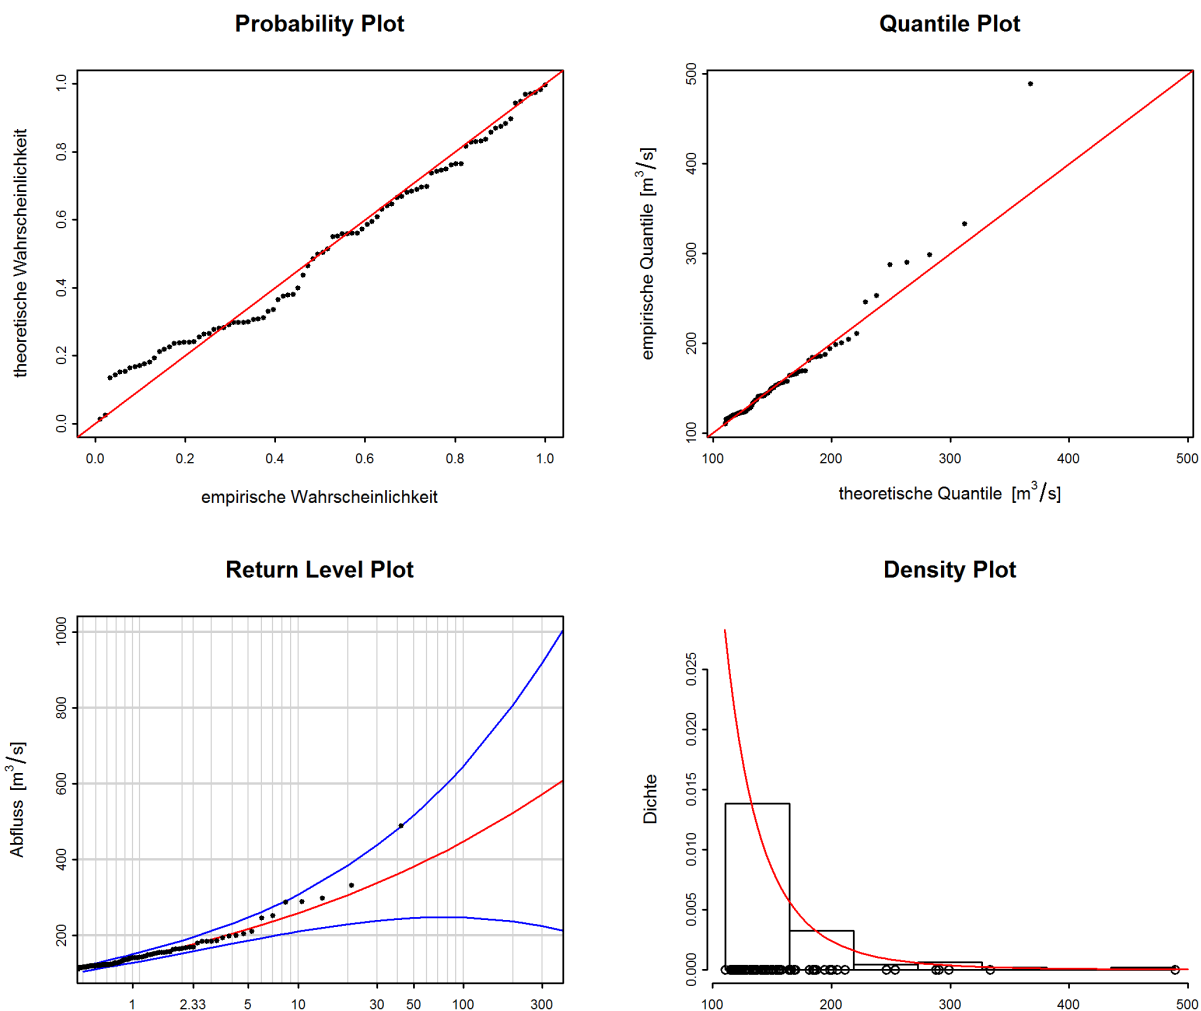 Probability Plot
theoretische Wahrscheinlichkeit
1.0
0.8
0.6
0.4
0.2
0.0
0.0 0.2 0.4 0.6 0.8 1.0
empirische Wahrscheinlichkeit
Quantile Plot
empirische Quantile [m³/s]
500
400
300
200
100
100 200 300 400 500
theoretische Quantile [m³/s]
Return Level Plot
Abfluss [m³/s]
1000
800
600
400
200
1 2.33 5 10 30 50 100 300
Density Plot
Dichte
0.025
0.020
0.015
0.010
0.005
0.000
100 200 300 400 500